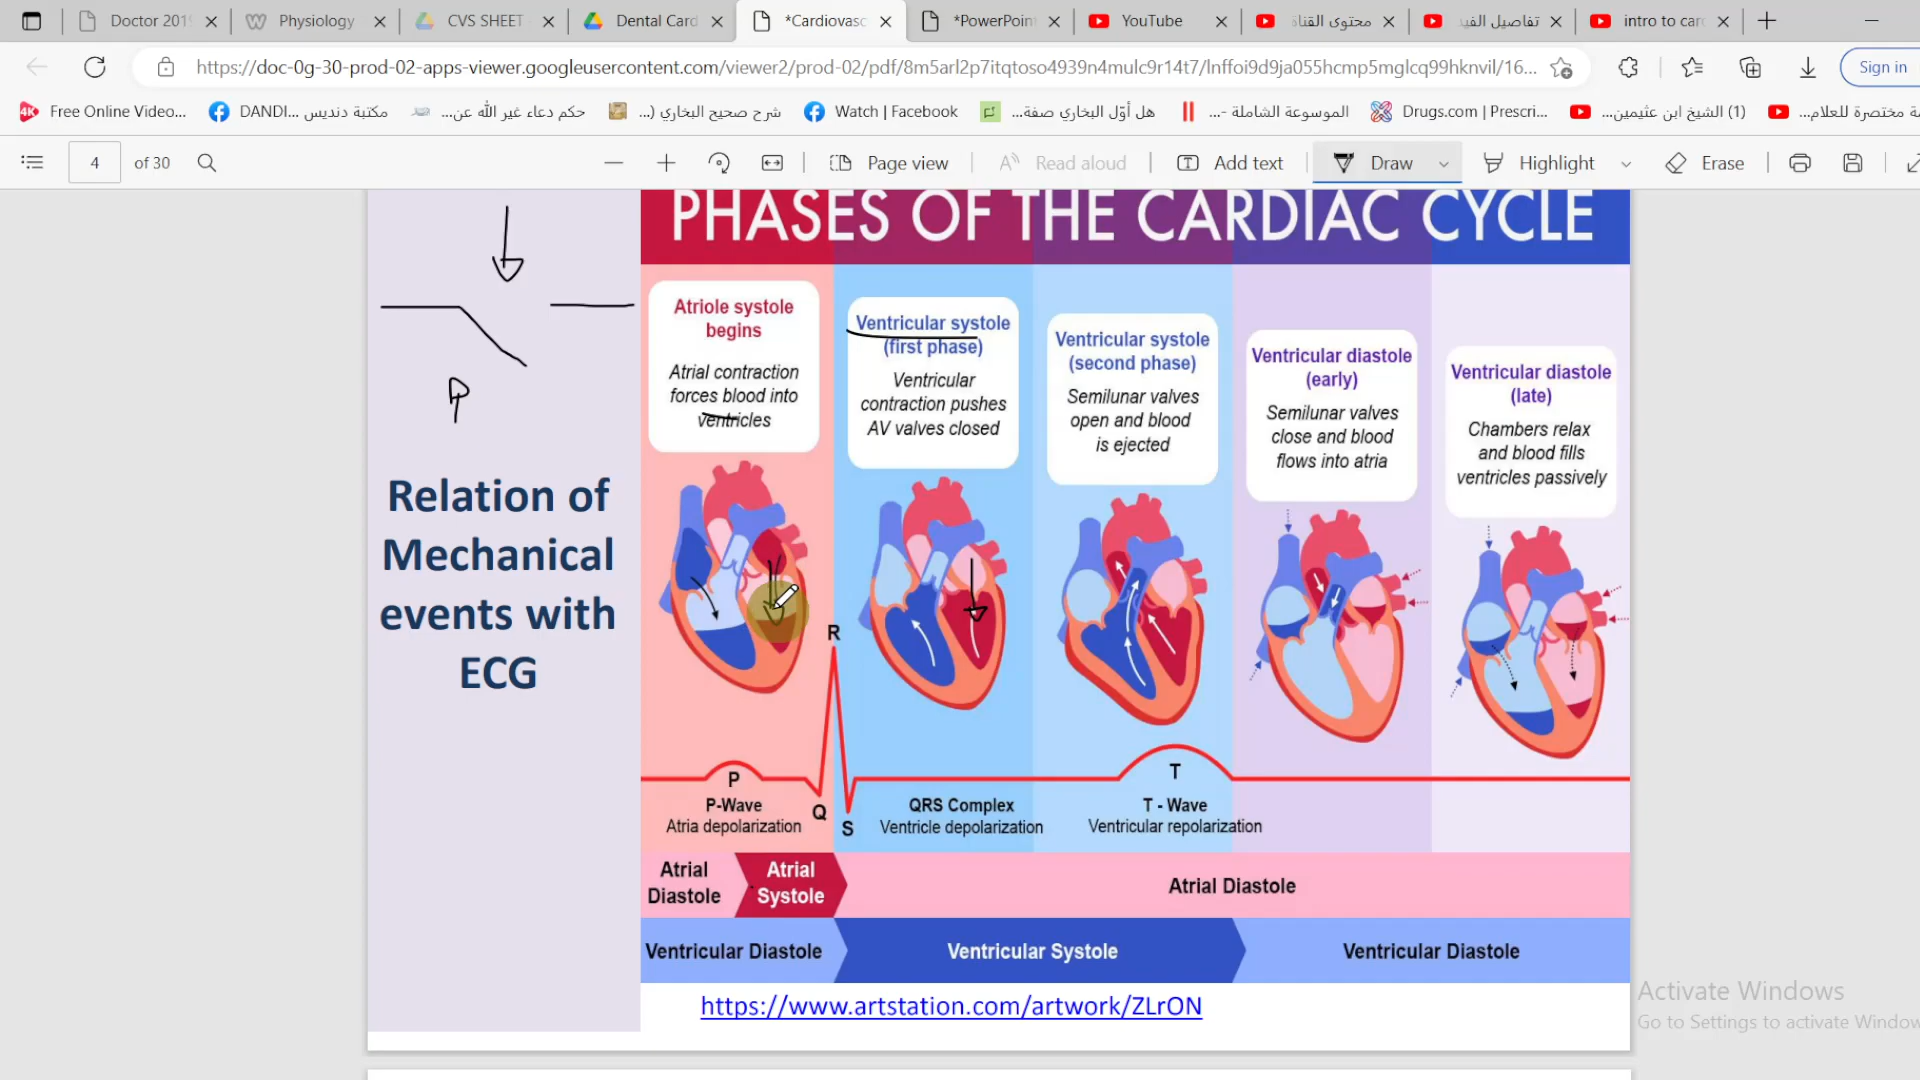 Doctor 201
Physiology
CVS SHEET -
Dental Card
*Cardiovasc
*PowerPoin
YouTube
محتوى القناة
تفاصيل الفيد
intro to car
https://doc-0g-30-prod-02-apps-viewer.googleusercontent.com/viewer2/prod-02/pdf/8m5arl2p7itqtoso4939n4mulc9r14t7/lnffoi9d9ja055hcmp5mglcq99hknvil/16...
Sign in
Free Online Video...
مكتبة دنديس ...DANDI
حكم دعاء غير الله عن...
شرح صحيح البخاري (...
Watch | Facebook
هل أوّل البخاري صفة...
الموسوعة الشاملة -...
Drugs.com | Prescri...
(1) الشيخ ابن عثيمين...
مختصرة للعلام...
4 of 30
Page view
Read aloud
Add text
Draw
Highlight
Erase
PHASES OF THE CARDIAC CYCLE
P
Relation of
Mechanical
events with
ECG
Atriole systole
begins
Atrial contraction
forces blood into
ventricles
Ventricular systole
(first phase)
Ventricular
contraction pushes
AV valves closed
Ventricular systole
(second phase)
Semilunar valves
open and blood
is ejected
Ventricular diastole
(early)
Semilunar valves
close and blood
flows into atria
Ventricular diastole
(late)
Chambers relax
and blood fills
ventricles passively
R
P
Q
S
T
P-Wave
Atria depolarization
QRS Complex
Ventricle depolarization
T - Wave
Ventricular repolarization
Atrial
Diastole
Atrial
Systole
Atrial Diastole
Ventricular Diastole
Ventricular Systole
Ventricular Diastole
https://www.artstation.com/artwork/ZLrON
Activate Windows
Go to Settings to activate Window